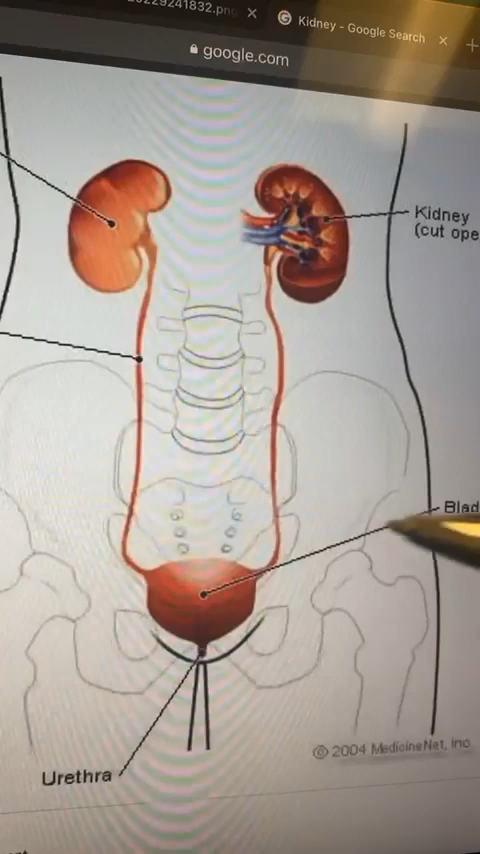 Kidney - Google Search
google.com
Kidney
(cut ope
Blad
Urethra
© 2004 MedicineNet, Inc.